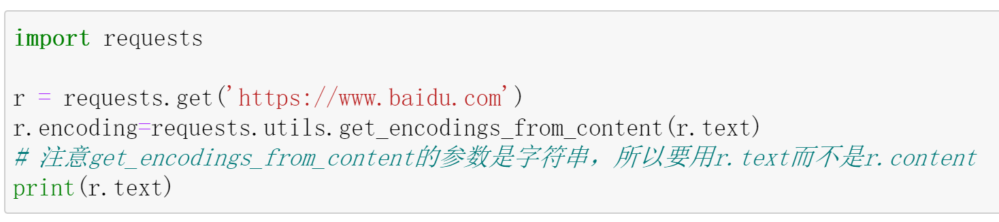 import requests
r = requests.get('https://www.baidu.com')
r.encoding=requests.utils.get_encodings_from_content(r.text)
# 注意get_encodings_from_content的参数是字符串，所以要用r.text而不是r.content
print(r.text)